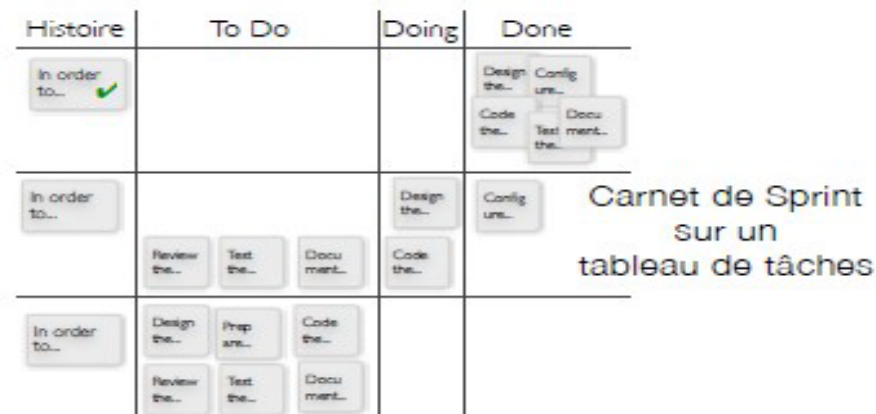 Histoire To Do Doing Done
In order
to...
Design
the...
Config
ure...
Code
the...
Test
the...
Docu
ment...
In order
to...
Review
the...
Test
the...
Docu
ment...
Design
the...
Code
the...
Config
ure...
Carnet de Sprint
sur un
tableau de tâches
In order
to...
Design
the...
Prep
are...
Code
the...
Review
the...
Test
the...
Docu
ment...